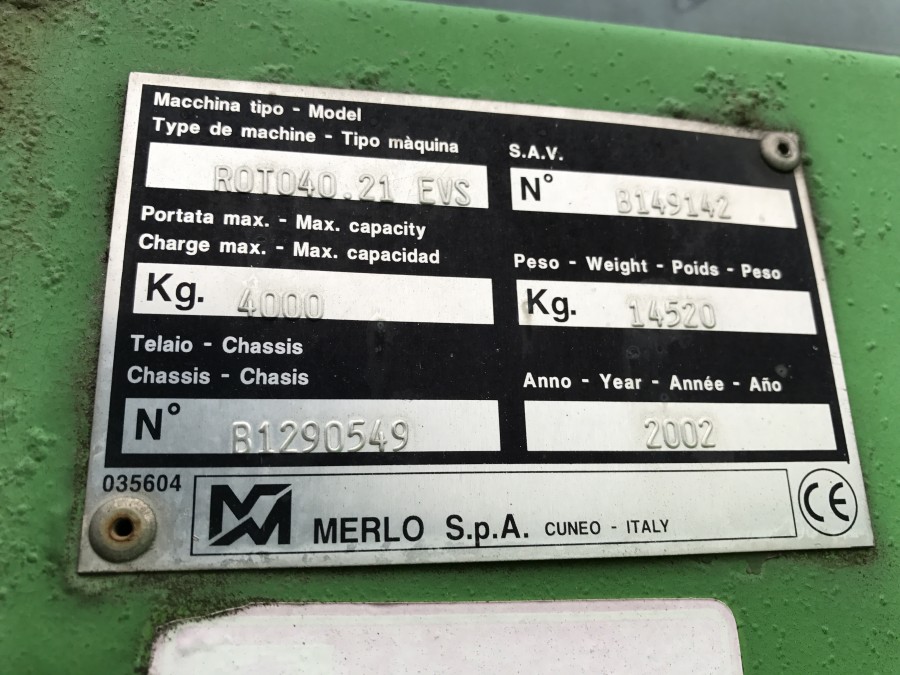 Macchina tipo - Model
Type de machine - Tipo màquina
ROTO40.21 EVS
S.A.V.
N° B149142
Portata max. - Max. capacity
Charge max. - Max. capacidad
Kg. 4000
Peso - Weight - Poids - Peso
Kg. 14520
Telaio - Chassis
Chassis - Chasis
N° B1290549
Anno - Year - Année - Año
2002
035604
MERLO S.p.A. CUNEO - ITALY
CE